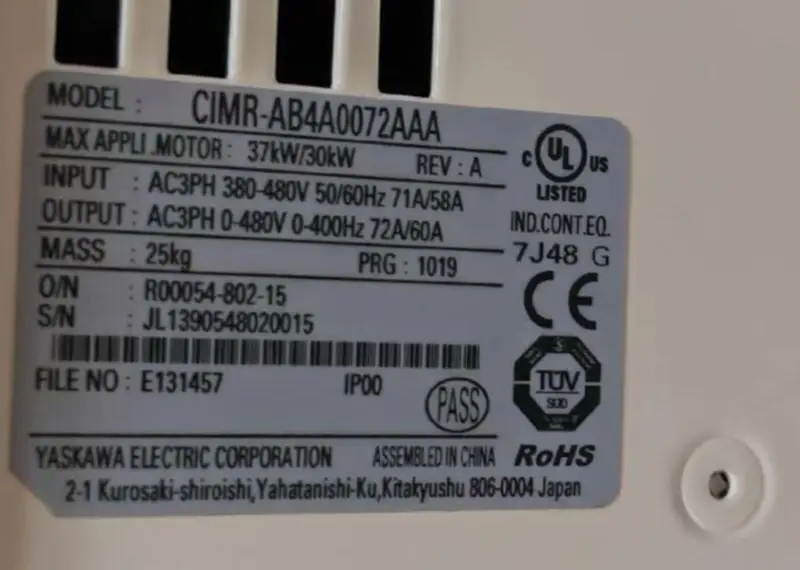 MODEL : CIMR-AB4A0072AAA
MAX APPLI.MOTOR : 37kW/30kW REV : A
INPUT : AC3PH 380-480V 50/60Hz 71A/58A
OUTPUT : AC3PH 0-480V 0-400Hz 72A/60A
MASS : 25kg PRG : 1019
O/N : R00054-802-15
S/N : JL1390548020015
FILE NO : E131457 IP00
PASS
C UL US
LISTED
IND.CONT.EQ.
7J48 G
CE
TÜV
SÜD
RoHS
YASKAWA ELECTRIC CORPORATION ASSEMBLED IN CHINA
2-1 Kurosaki-shiroishi,Yahatanishi-Ku,Kitakyushu 806-0004 Japan